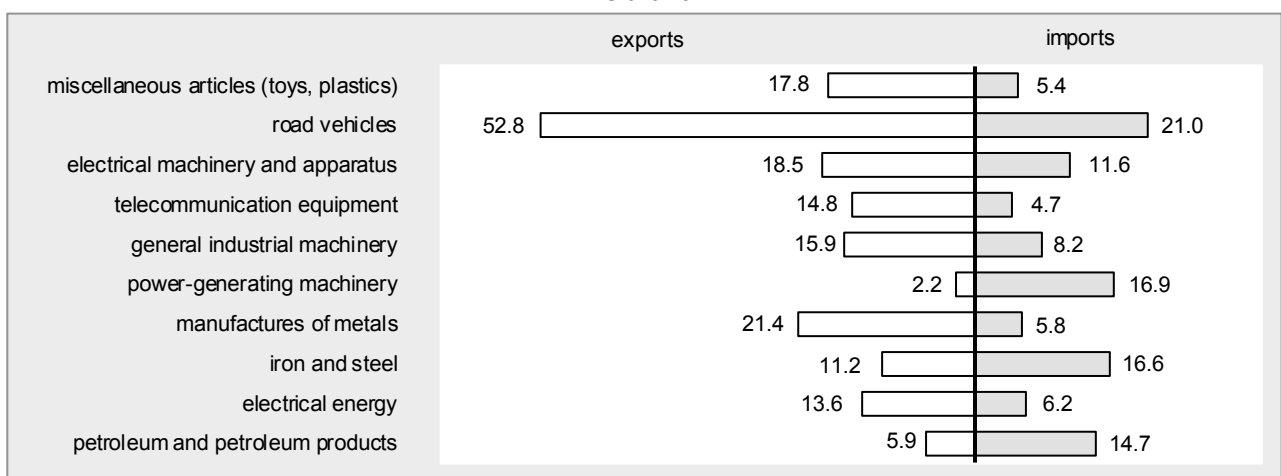 exports imports
miscellaneous articles (toys, plastics) 17.8 5.4
road vehicles 52.8 21.0
electrical machinery and apparatus 18.5 11.6
telecommunication equipment 14.8 4.7
general industrial machinery 15.9 8.2
power-generating machinery 2.2 16.9
manufactures of metals 21.4 5.8
iron and steel 11.2 16.6
electrical energy 13.6 6.2
petroleum and petroleum products 5.9 14.7